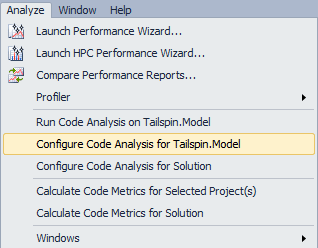 Analyze Window Help
Launch Performance Wizard...
Launch HPC Performance Wizard...
Compare Performance Reports...
Profiler
Run Code Analysis on Tailspin.Model
Configure Code Analysis for Tailspin.Model
Configure Code Analysis for Solution
Calculate Code Metrics for Selected Project(s)
Calculate Code Metrics for Solution
Windows